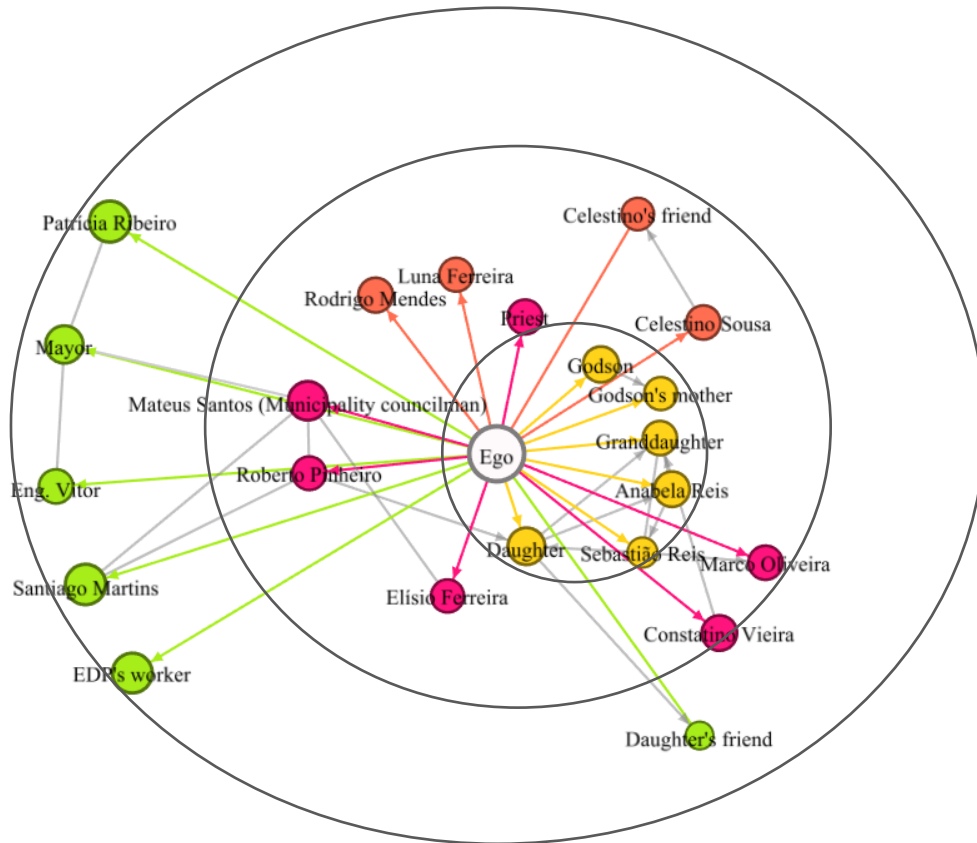 Celestino's friend
Patrícia Ribeiro
Luna Ferreira
Rodrigo Mendes
Priest
Celestino Sousa
Mayor
Godson
Godson's mother
Mateus Santos (Municipality councilman)
Granddaughter
Ego
Roberto Pinheiro
Eng. Vitor
Anabela Reis
Daughter
Sebastião Reis
Marco Oliveira
Santiago Martins
Elísio Ferreira
Constatino Vieira
EDP's worker
Daughter's friend